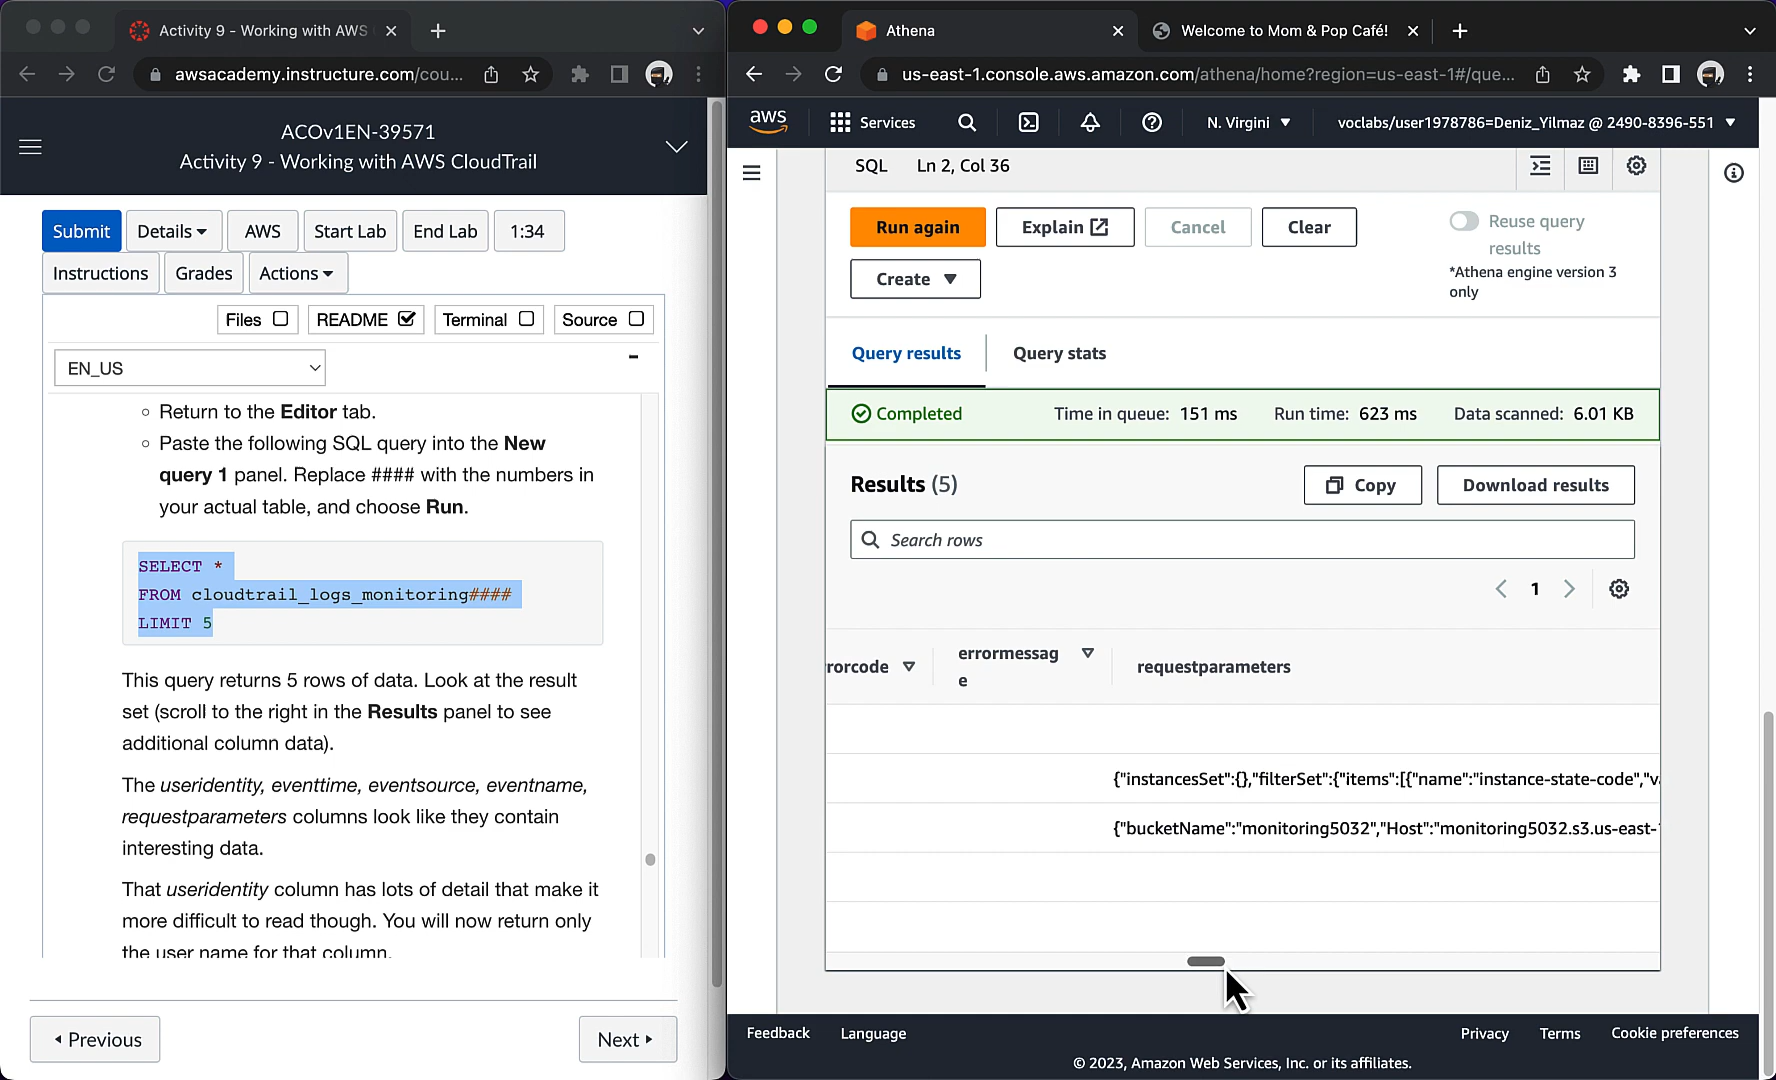 Activity 9 - Working with AWS
awsacademy.instructure.com/cou...
ACOv1EN-39571
Activity 9 - Working with AWS CloudTrail
Submit
Details
AWS
Start Lab
End Lab
1:34
Instructions
Grades
Actions
Files
README
Terminal
Source
EN_US
Return to the Editor tab.
Paste the following SQL query into the New
query 1 panel. Replace #### with the numbers in
your actual table, and choose Run.
SELECT *
FROM cloudtrail_logs_monitoring####
LIMIT 5
This query returns 5 rows of data. Look at the result
set (scroll to the right in the Results panel to see
additional column data).
The useridentity, eventtime, eventsource, eventname,
requestparameters columns look like they contain
interesting data.
That useridentity column has lots of detail that make it
more difficult to read though. You will now return only
the user name for that column.
Previous
Next
Athena
Welcome to Mom & Pop Café!
us-east-1.console.aws.amazon.com/athena/home?region=us-east-1#/que...
aws
Services
N. Virgini
voclabs/user1978786=Deniz_Yilmaz @ 2490-8396-551
SQL
Ln 2, Col 36
Run again
Explain
Cancel
Clear
Create
Reuse query
results
*Athena engine version 3
only
Query results
Query stats
Completed
Time in queue: 151 ms
Run time: 623 ms
Data scanned: 6.01 KB
Results (5)
Copy
Download results
Search rows
1
rorcode
errormessag
e
requestparameters
{"instancesSet":{},"filterSet":{"items":[{"name":"instance-state-code","v
{"bucketName":"monitoring5032","Host":"monitoring5032.s3.us-east-
Feedback
Language
Privacy
Terms
Cookie preferences
© 2023, Amazon Web Services, Inc. or its affiliates.